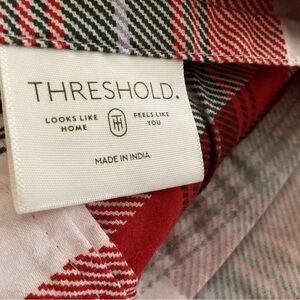 THRESHOLD.
LOOKS LIKE HOME TH FEELS LIKE YOU
MADE IN INDIA